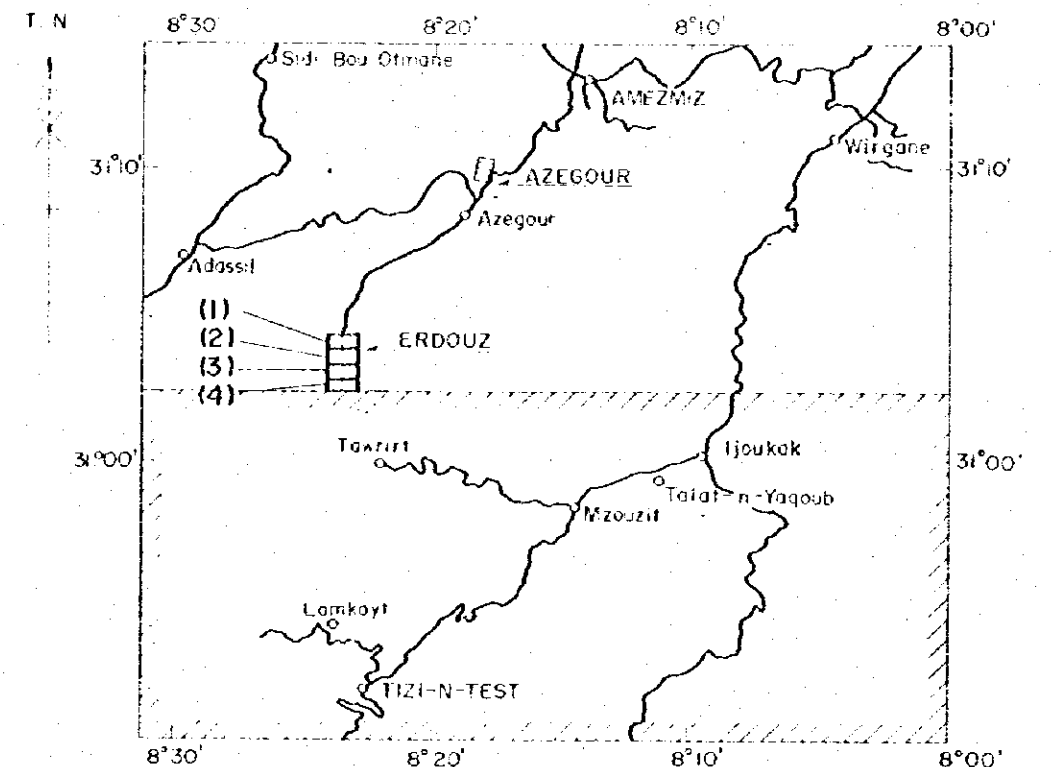 T. N
8°30' 8°20' 8°10' 8°00'
Sidi Bou Otmane
AMEZMIZ
Wirgane
31°10' 31°10'
AZEGOUR
Azegour
Adassil
(1)
(2)
ERDOUZ
(3)
(4)
Tawrirt
Ijoukak
31°00' 31°00'
Talat-n-Yaqoub
Mzouzit
Lamkayt
TIZI-N-TEST
8°30' 8°20' 8°10' 8°00'